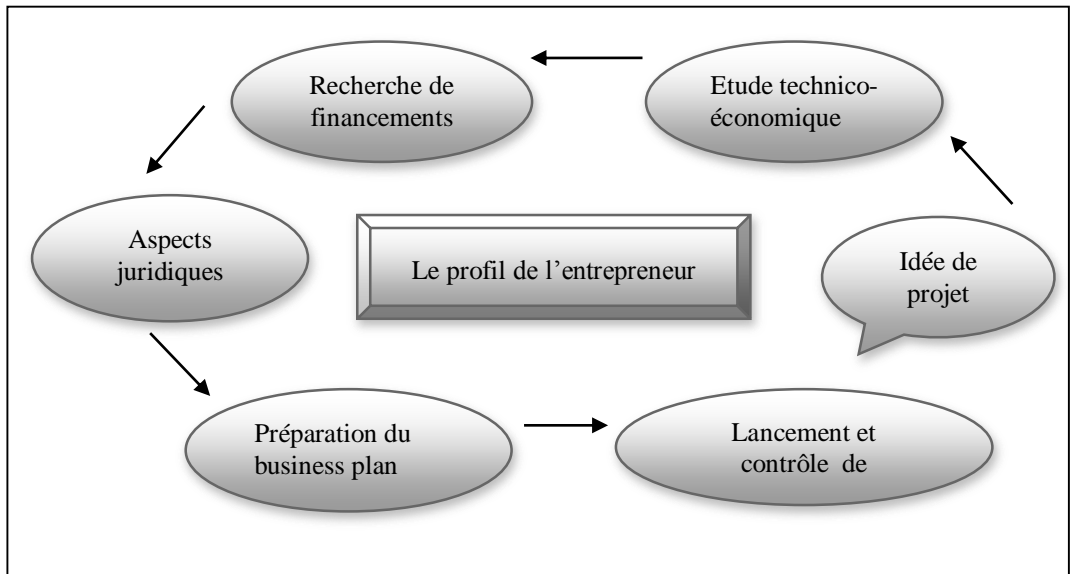 Recherche de
financements
Etude technico-
économique
Aspects
juridiques
Le profil de l’entrepreneur
Idée de
projet
Préparation du
business plan
Lancement et
contrôle de